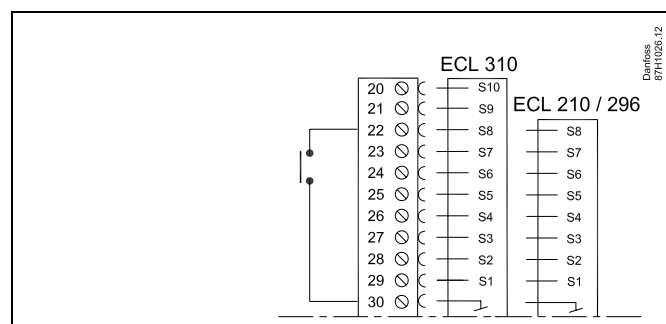 Danfoss
87H1026.12
ECL 310
ECL 210 / 296
20 S10
21 S9
22 S8 S8
23 S7 S7
24 S6 S6
25 S5 S5
26 S4 S4
27 S3 S3
28 S2 S2
29 S1 S1
30